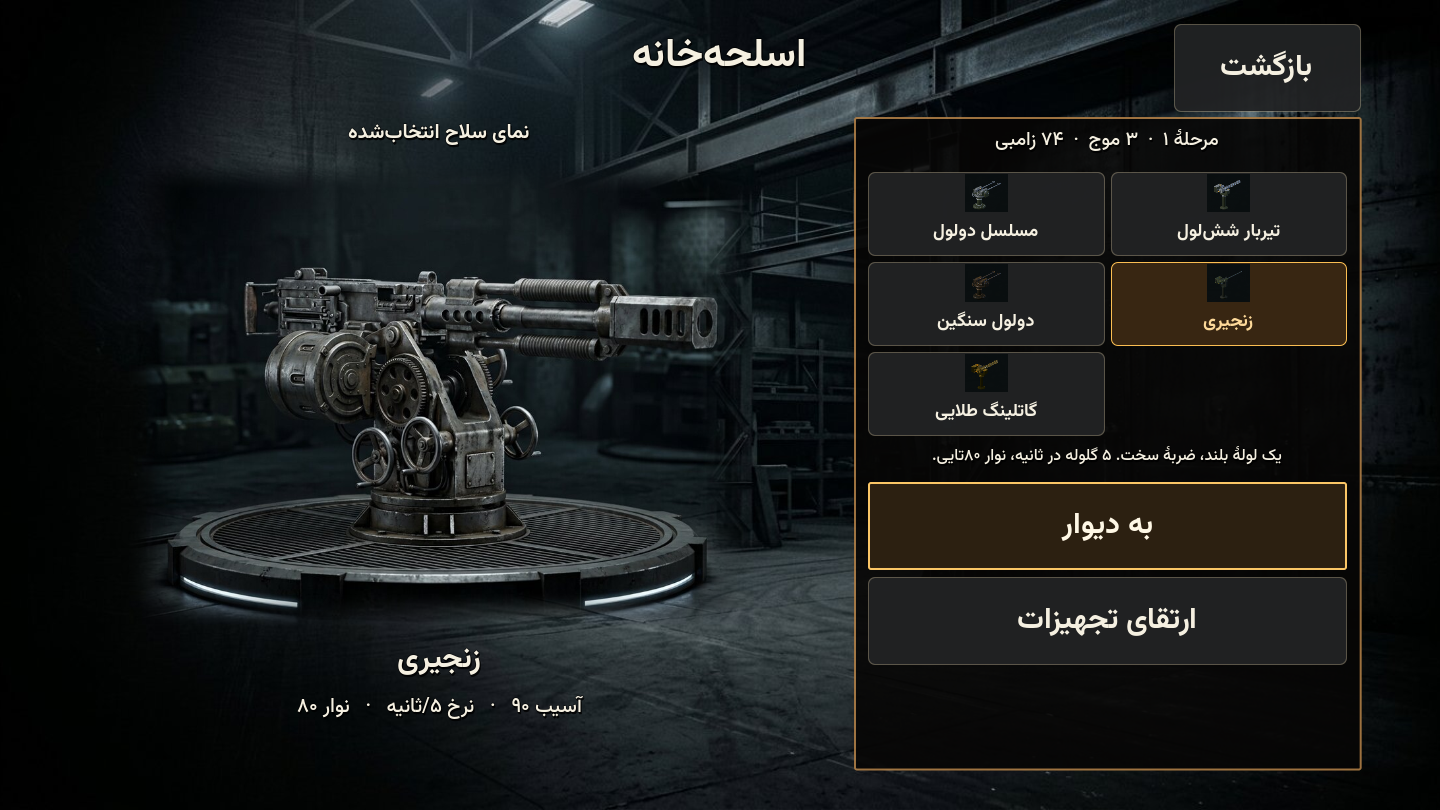 اسلحه‌خانه
بازگشت
نمای سلاح انتخاب‌شده
مرحلهٔ ۱ · ۳ موج · ۷۴ زامبی
تیربار شش‌لول
مسلسل دولول
زنجیری
دولول سنگین
گاتلینگ طلایی
یک لولهٔ بلند، ضربهٔ سخت. ۵ گلوله در ثانیه، نوار ۸۰تایی.
به دیوار
ارتقای تجهیزات
زنجیری
آسیب ۹۰ · نرخ ۵/ثانیه · نوار ۸۰